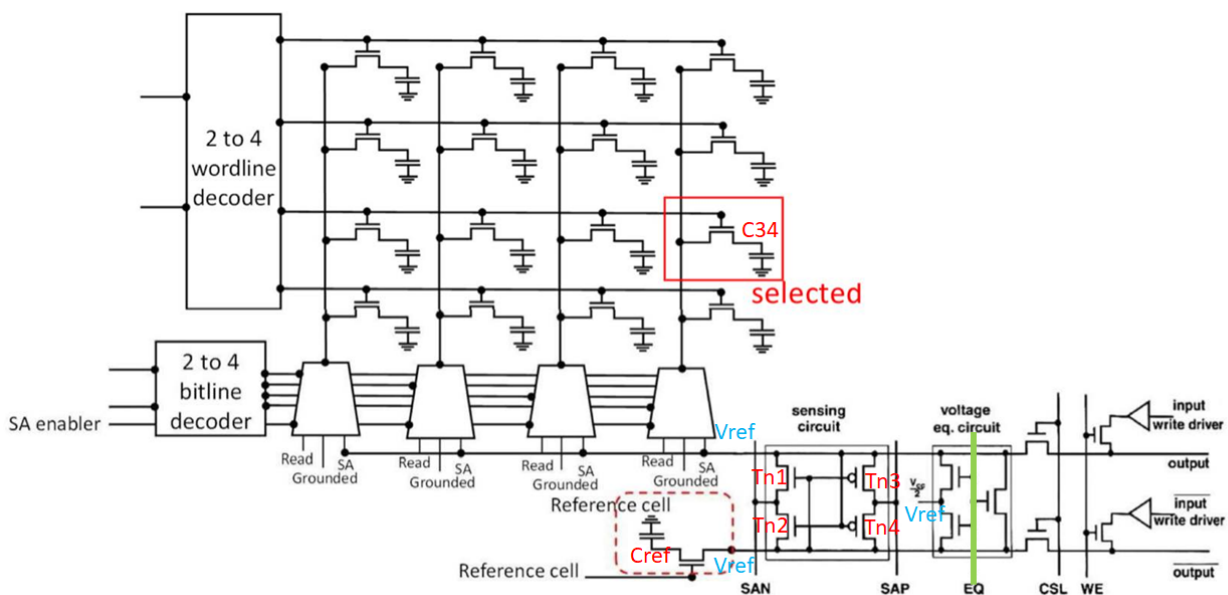 2 to 4
wordline
decoder
C34
selected
2 to 4
bitline
decoder
SA enabler
Read
Grounded
SA
Read
Grounded
SA
Read
Grounded
SA
Read
Grounded
SA
Vref
sensing
circuit
voltage
eq. circuit
input
write driver
output
Tn1
Tn3
Tn2
Tn4
Vref
Reference cell
Cref
Vref
Reference cell
input
write driver
output
SAN
SAP
EQ
CSL
WE